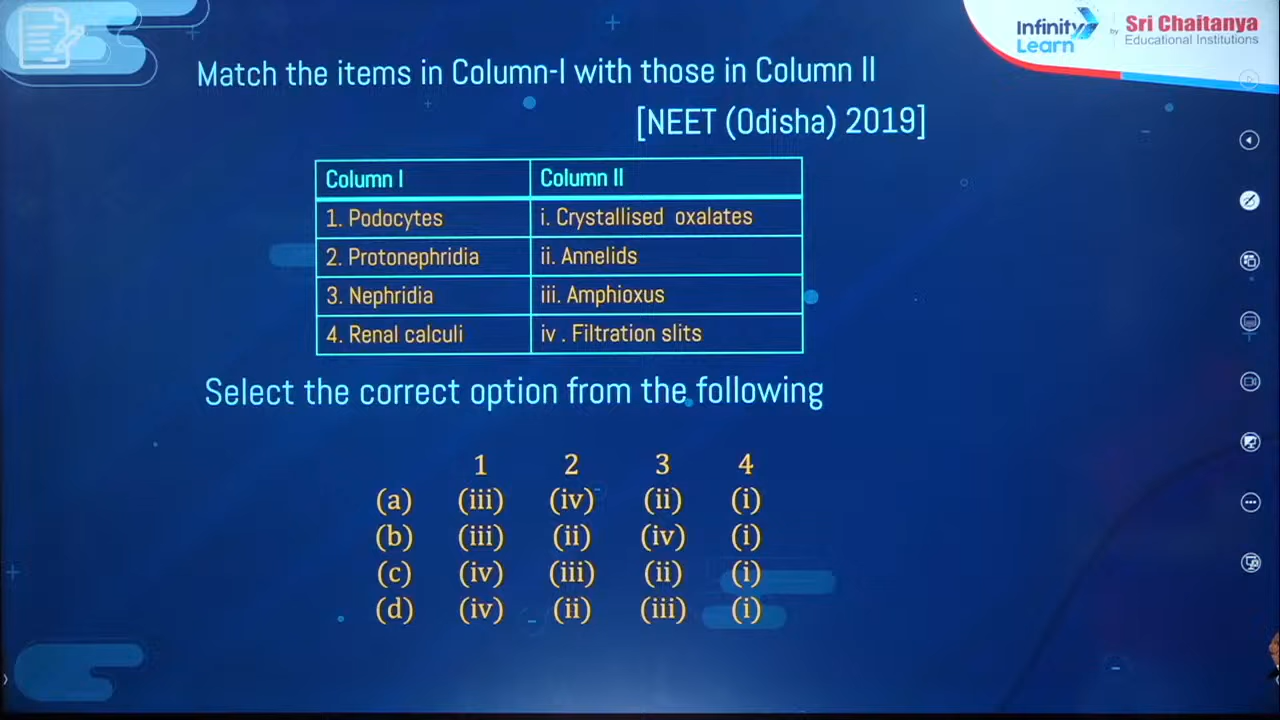 Infinity Learn by Sri Chaitanya Educational Institutions
Match the items in Column-I with those in Column II
[NEET (Odisha) 2019]
Column I Column II
1. Podocytes i. Crystallised oxalates
2. Protonephridia ii. Annelids
3. Nephridia iii. Amphioxus
4. Renal calculi iv . Filtration slits
Select the correct option from the following
1 2 3 4
(a) (iii) (iv) (ii) (i)
(b) (iii) (ii) (iv) (i)
(c) (iv) (iii) (ii) (i)
(d) (iv) (ii) (iii) (i)